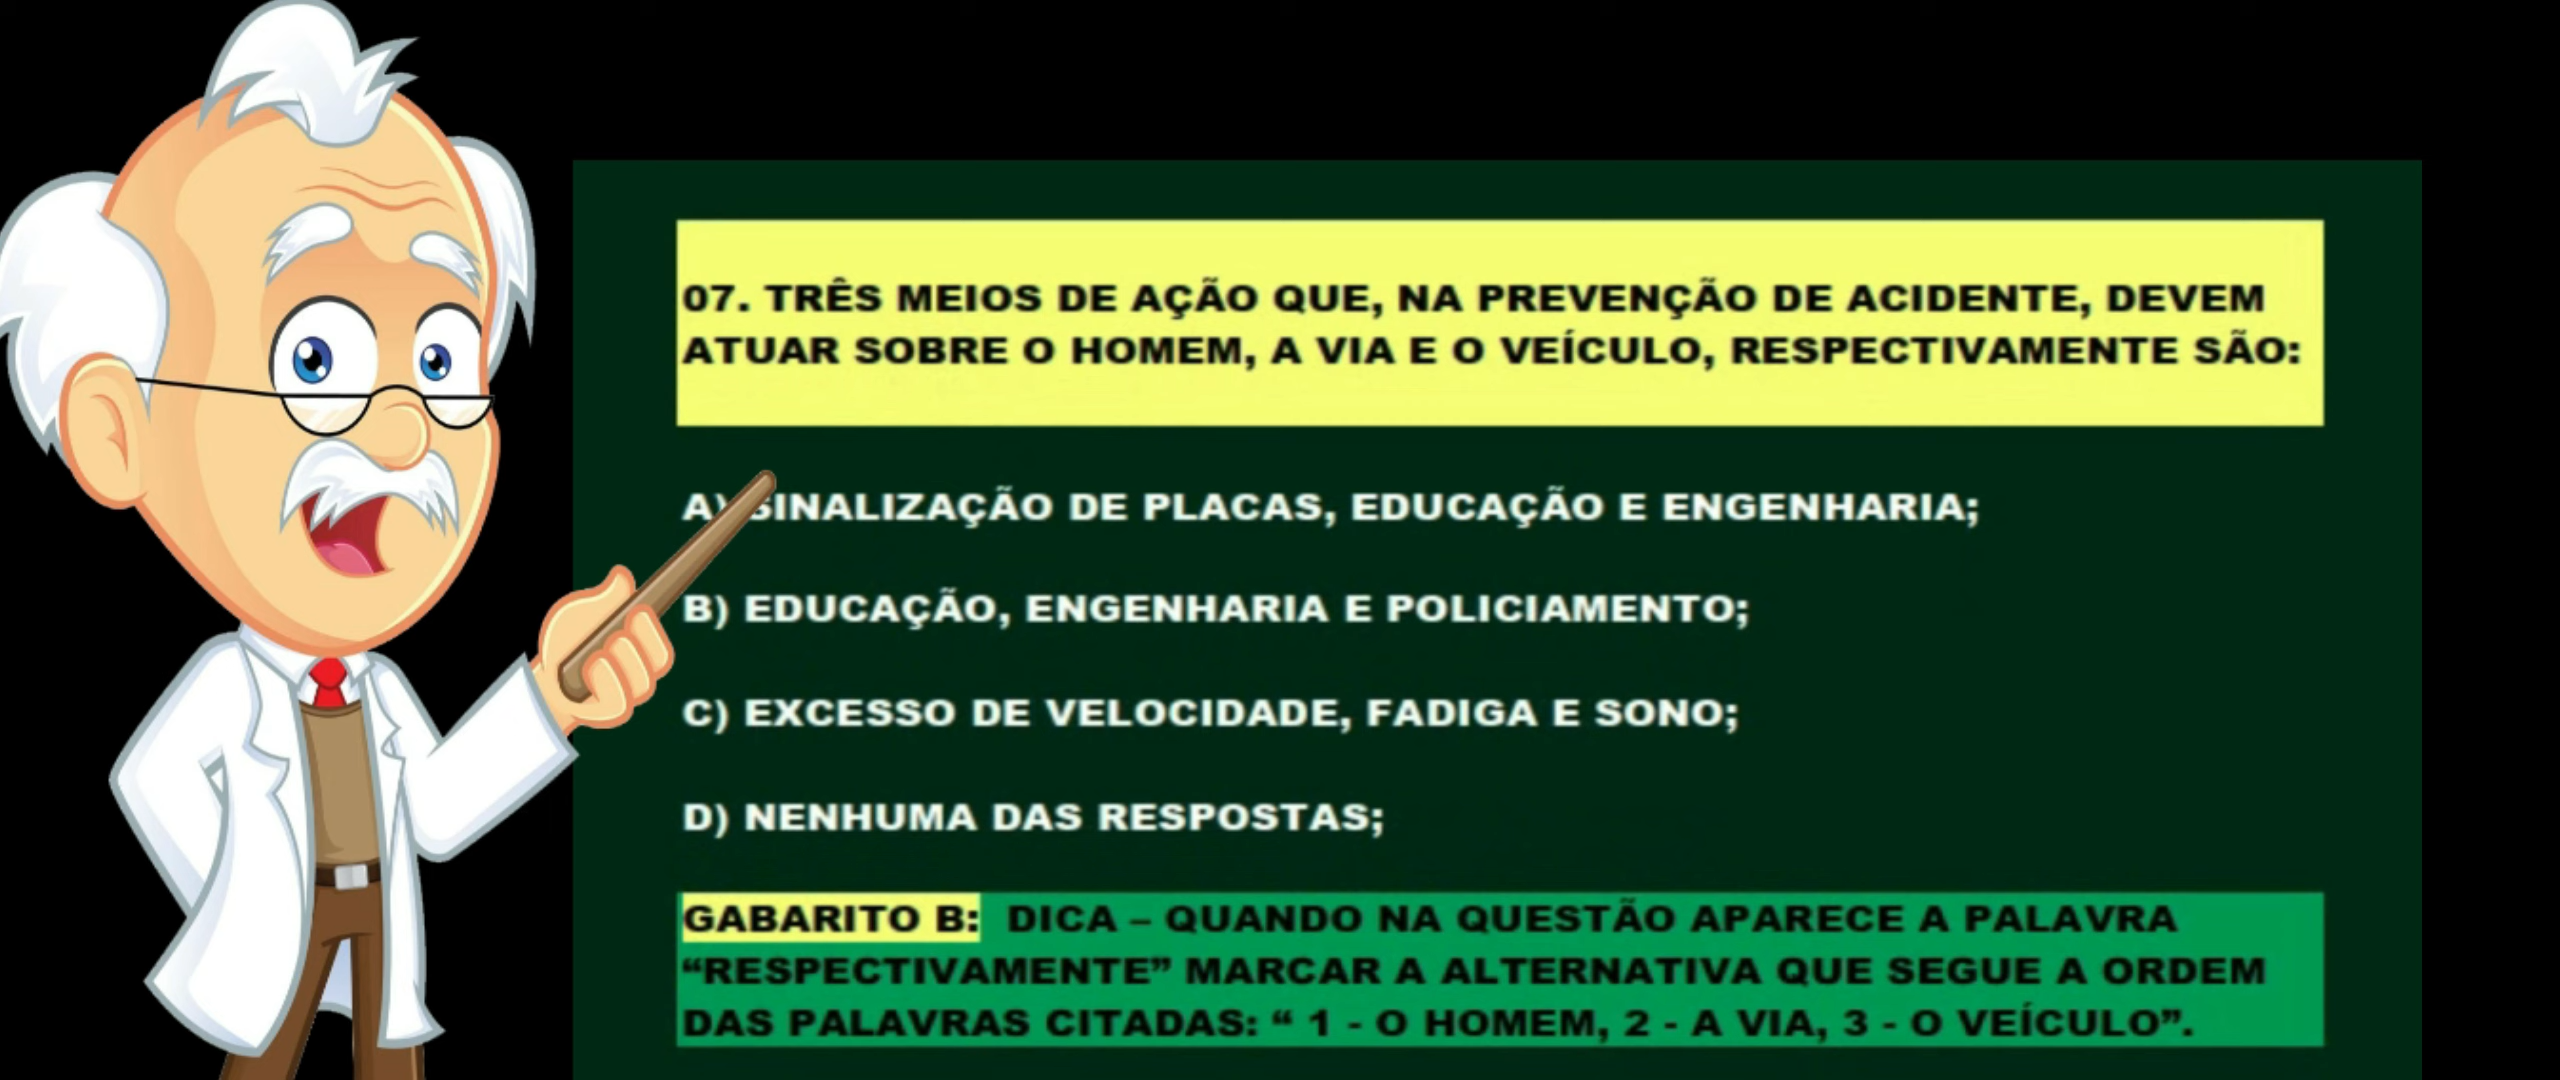 07. TRÊS MEIOS DE AÇÃO QUE, NA PREVENÇÃO DE ACIDENTE, DEVEM
ATUAR SOBRE O HOMEM, A VIA E O VEÍCULO, RESPECTIVAMENTE SÃO:
A) SINALIZAÇÃO DE PLACAS, EDUCAÇÃO E ENGENHARIA;
B) EDUCAÇÃO, ENGENHARIA E POLICIAMENTO;
C) EXCESSO DE VELOCIDADE, FADIGA E SONO;
D) NENHUMA DAS RESPOSTAS;
GABARITO B: DICA – QUANDO NA QUESTÃO APARECE A PALAVRA
“RESPECTIVAMENTE” MARCAR A ALTERNATIVA QUE SEGUE A ORDEM
DAS PALAVRAS CITADAS: “ 1 - O HOMEM, 2 - A VIA, 3 - O VEÍCULO”.